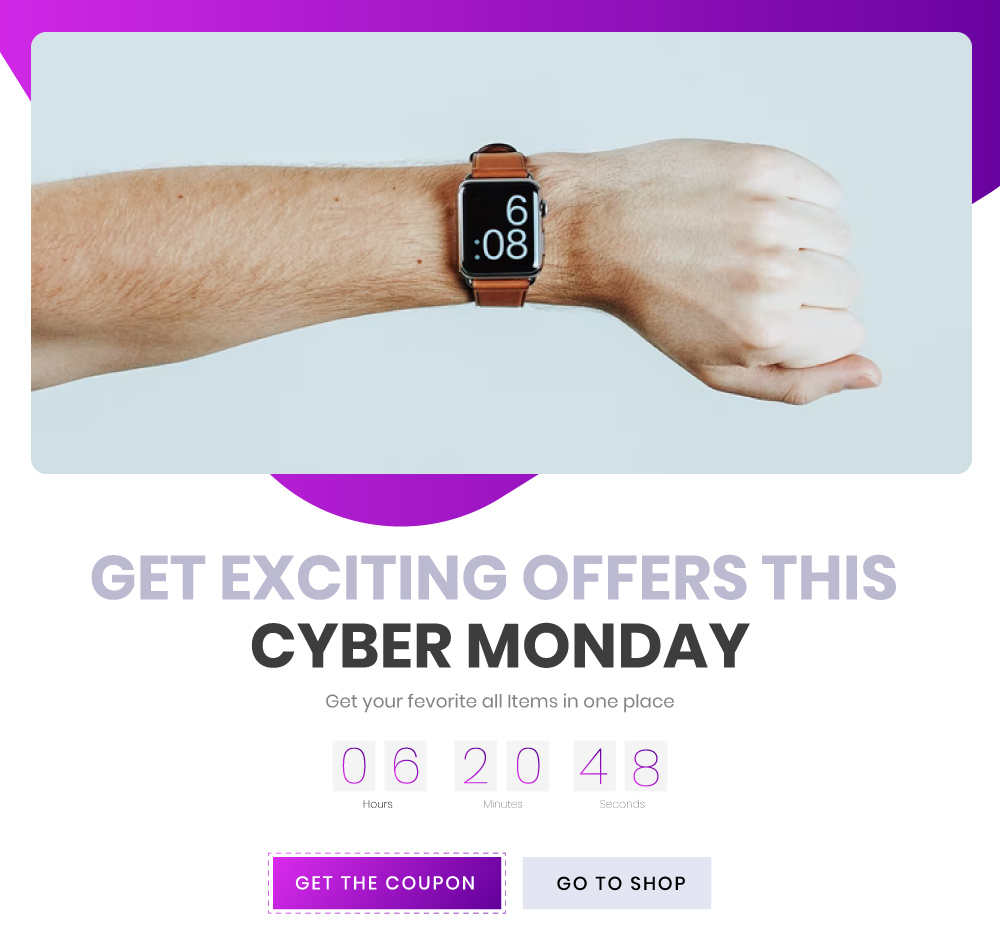 6
:08
GET EXCITING OFFERS THIS
CYBER MONDAY
Get your fevorite all Items in one place
06 20 48
Hours Minutes Seconds
GET THE COUPON GO TO SHOP